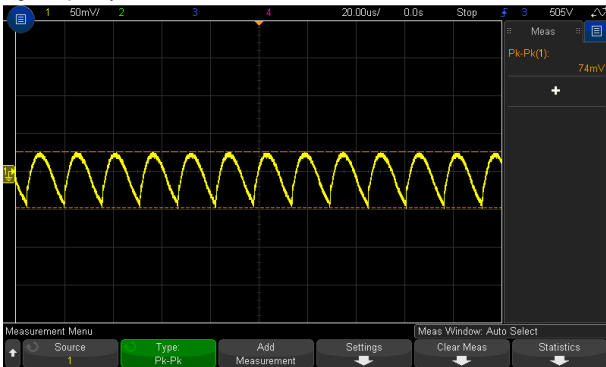 1 50mV/ 2 3 4 20.00us/ 0.0s Stop 3 505V
Meas
Pk-Pk(1):
74mV
+
Measurement Menu
Meas Window: Auto Select
Source
1
Type:
Pk-Pk
Add
Measurement
Settings
Clear Meas
Statistics